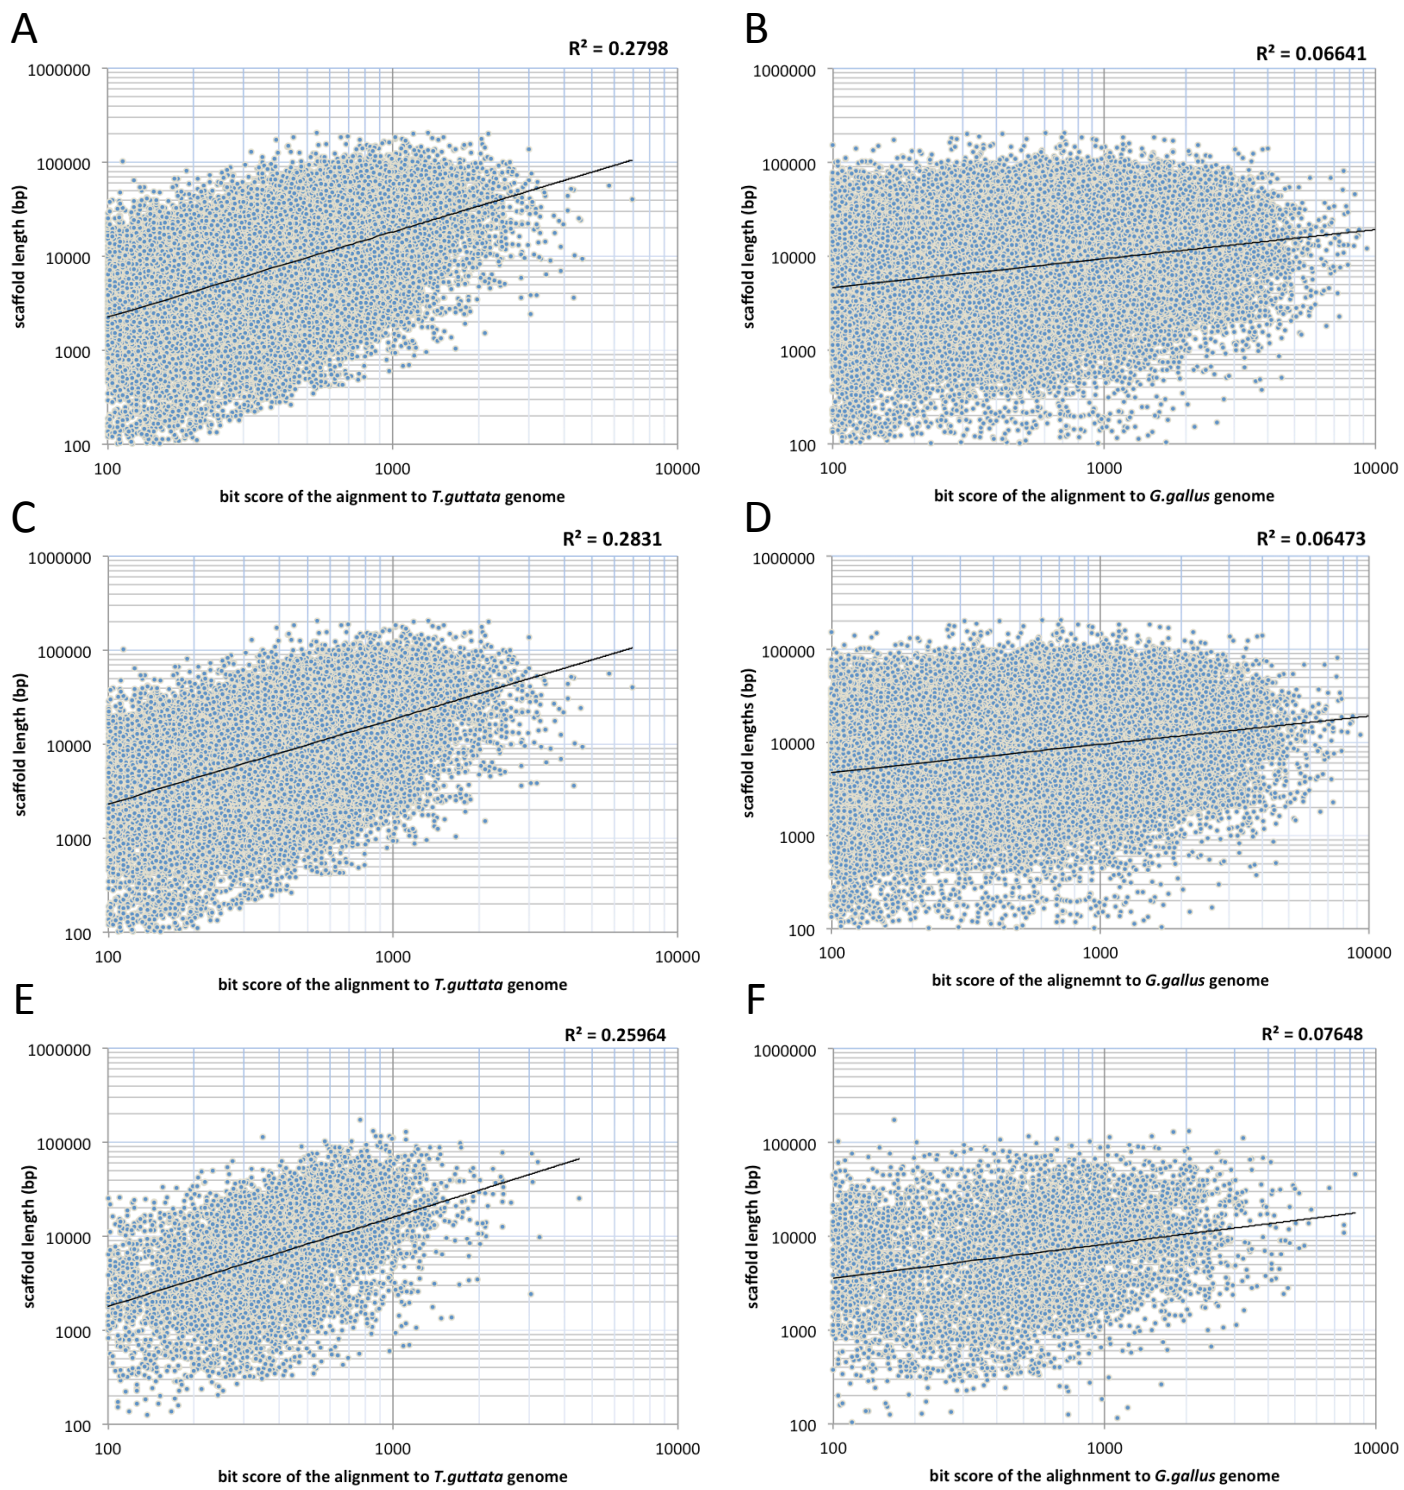 A
B
R² = 0.2798
R² = 0.06641
1000000
100000
10000
1000
100
scaffold length (bp)
100 1000 10000
bit score of the aignment to T.guttata genome
1000000
100000
10000
1000
100
scaffold length (bp)
100 1000 10000
bit score of the alignment to G.gallus genome
C
D
R² = 0.2831
R² = 0.06473
1000000
100000
10000
1000
100
scaffold length (bp)
100 1000 10000
bit score of the alignment to T.guttata genome
1000000
100000
10000
1000
100
scaffold lengths (bp)
100 1000 10000
bit score of the alignemnt to G.gallus genome
E
F
R² = 0.25964
R² = 0.07648
1000000
100000
10000
1000
100
scaffold length (bp)
100 1000 10000
bit score of the alignment to T.guttata genome
1000000
100000
10000
1000
100
scaffold length (bp)
100 1000 10000
bit score of the alighnment to G.gallus genome